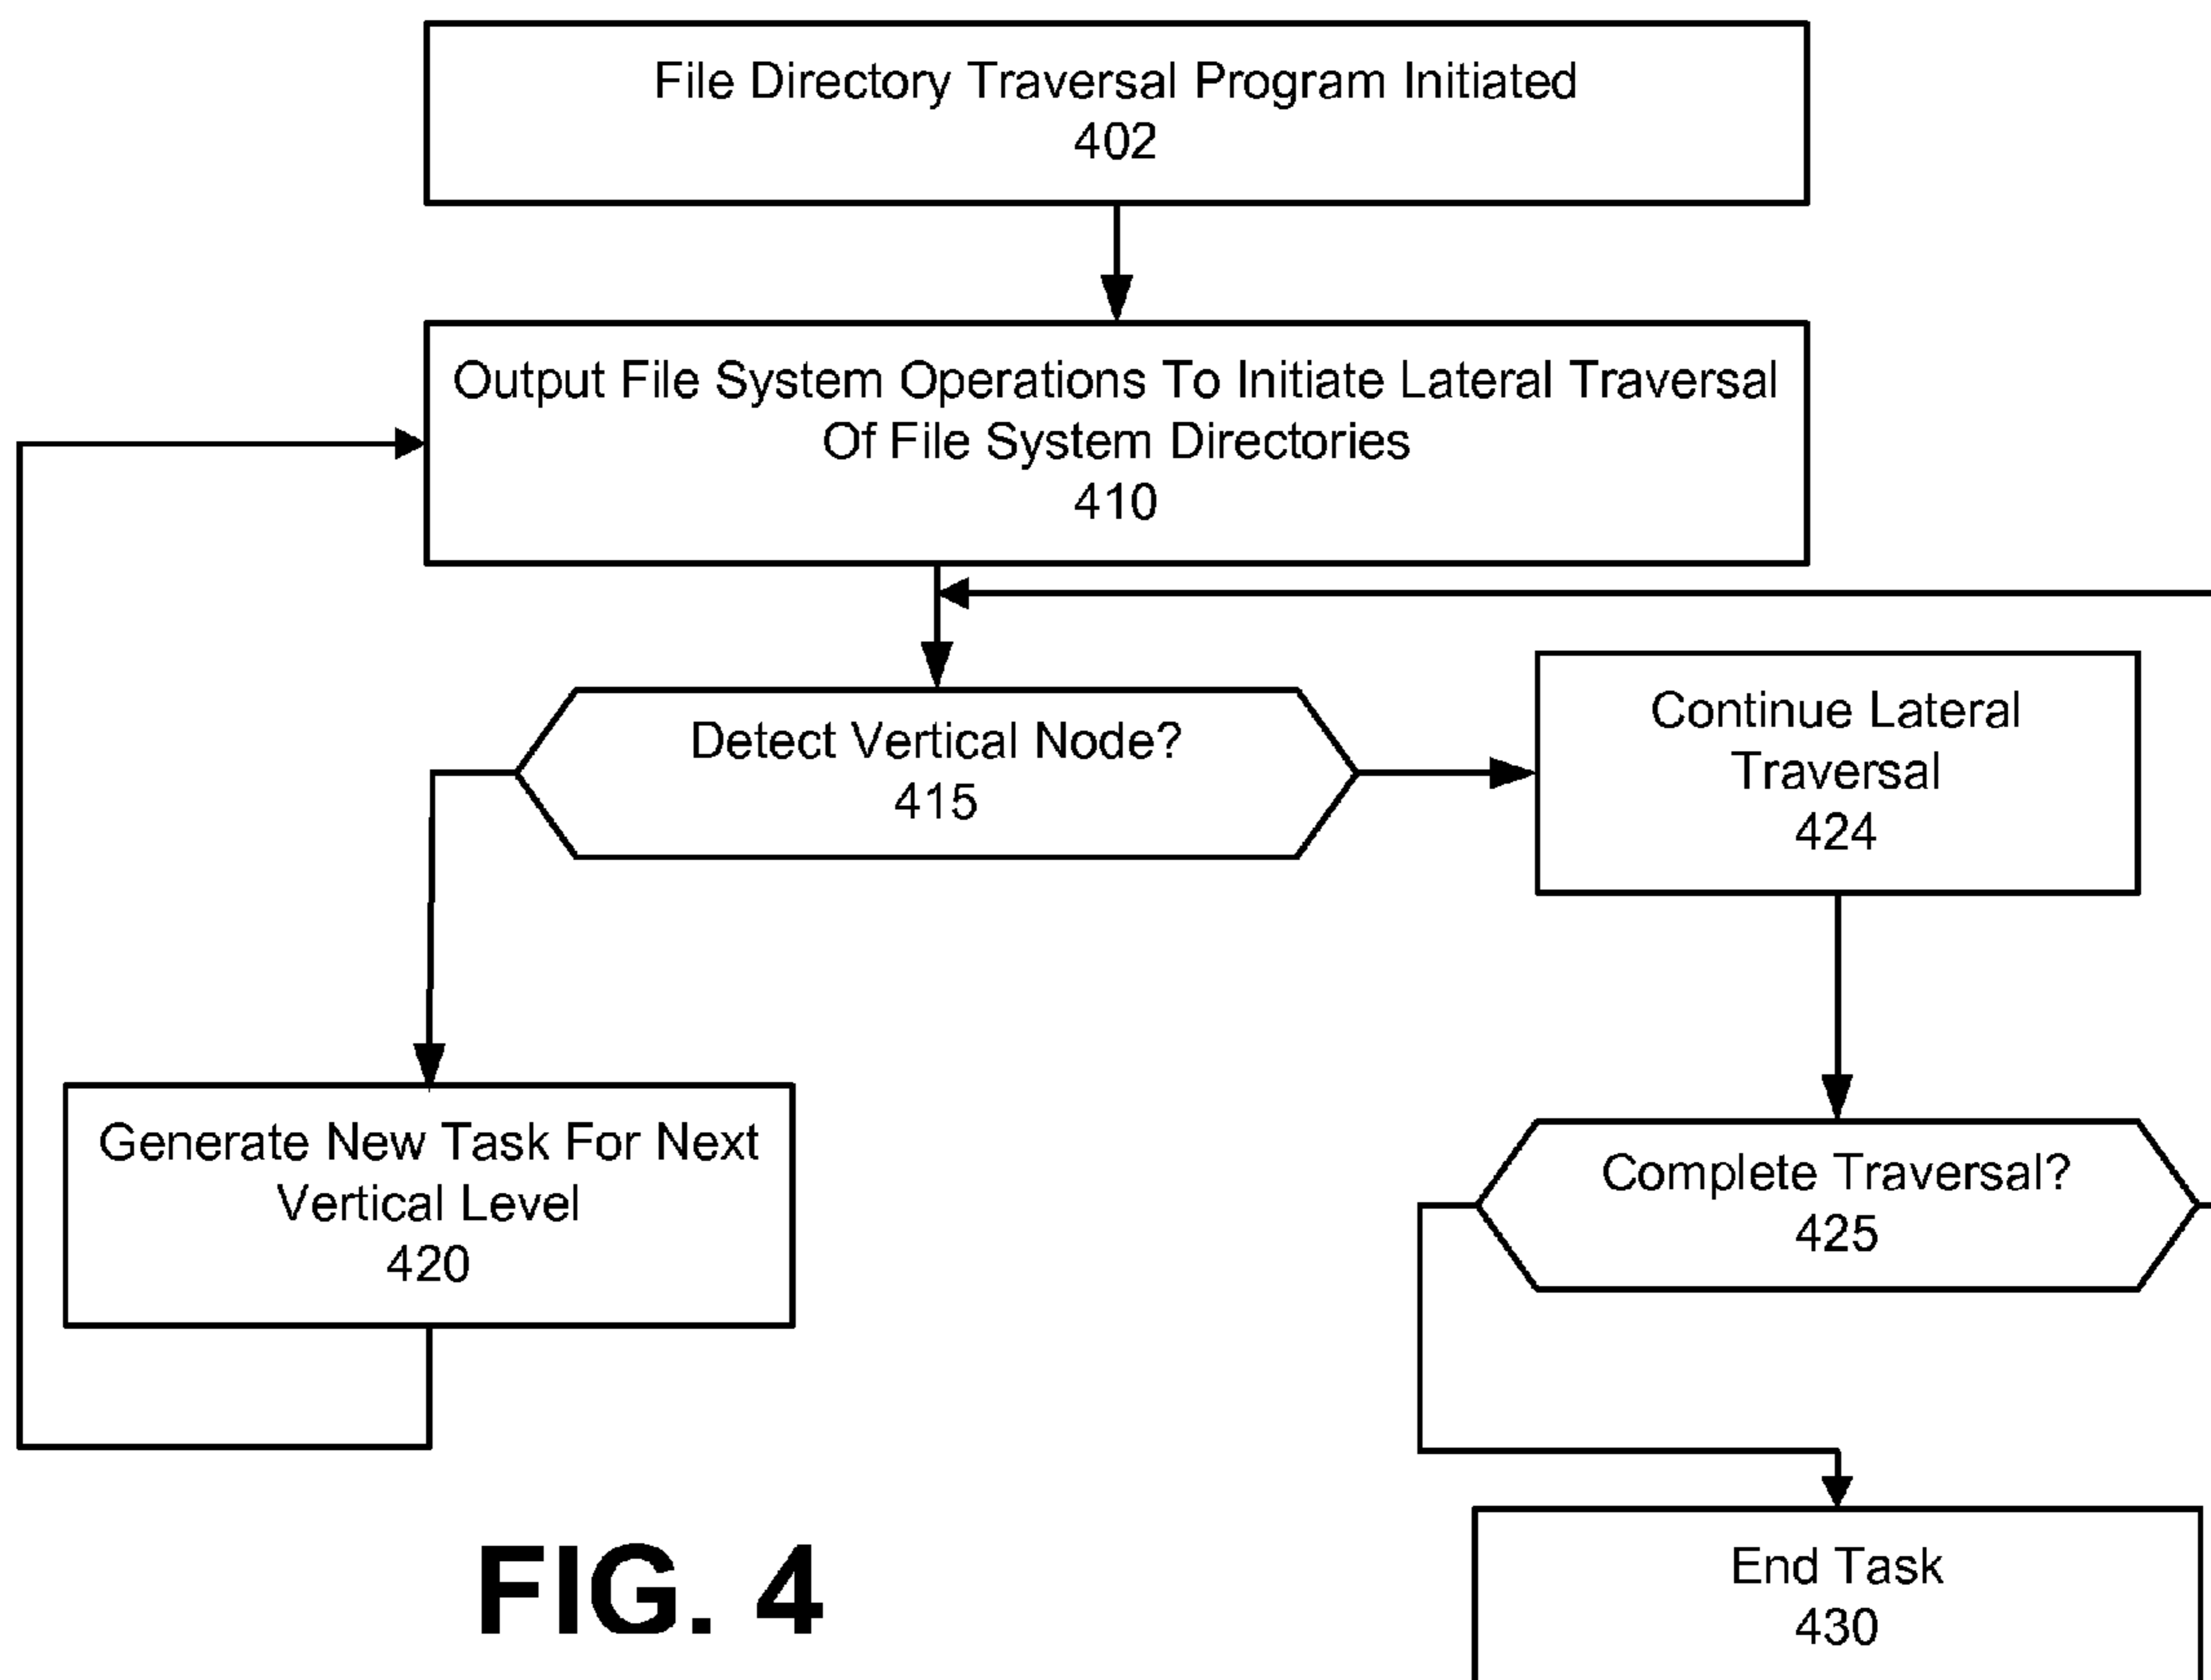 File Directory Traversal Program Initiated
402
Output File System Operations To Initiate Lateral Traversal
Of File System Directories
410
Detect Vertical Node?
415
Continue Lateral
Traversal
424
Generate New Task For Next
Vertical Level
420
Complete Traversal?
425
End Task
430
FIG. 4